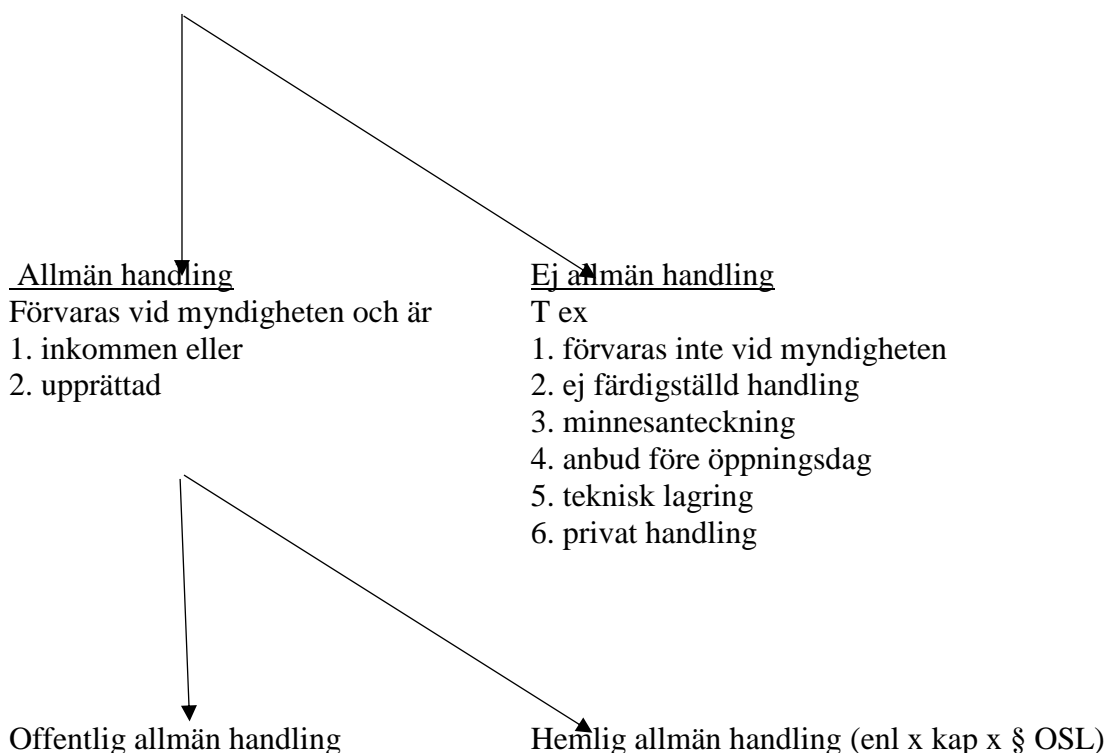 Allmän handling
Förvaras vid myndigheten och är
1. inkommen eller
2. upprättad
Ej allmän handling
T ex
1. förvaras inte vid myndigheten
2. ej färdigställd handling
3. minnesanteckning
4. anbud före öppningsdag
5. teknisk lagring
6. privat handling
Offentlig allmän handling
Hemlig allmän handling (enl x kap x § OSL)